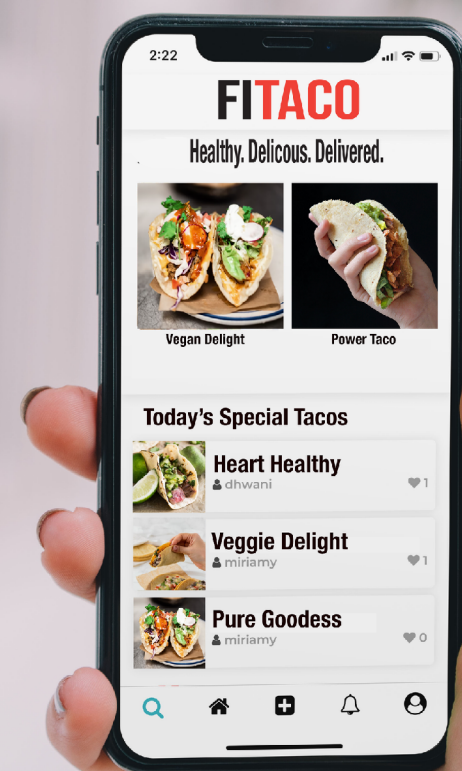 2:22
FITACO
Healthy. Delicous. Delivered.
Vegan Delight Power Taco
Today's Special Tacos
Heart Healthy
dhwani 1
Veggie Delight
miriamy 1
Pure Goodess
miriamy 0